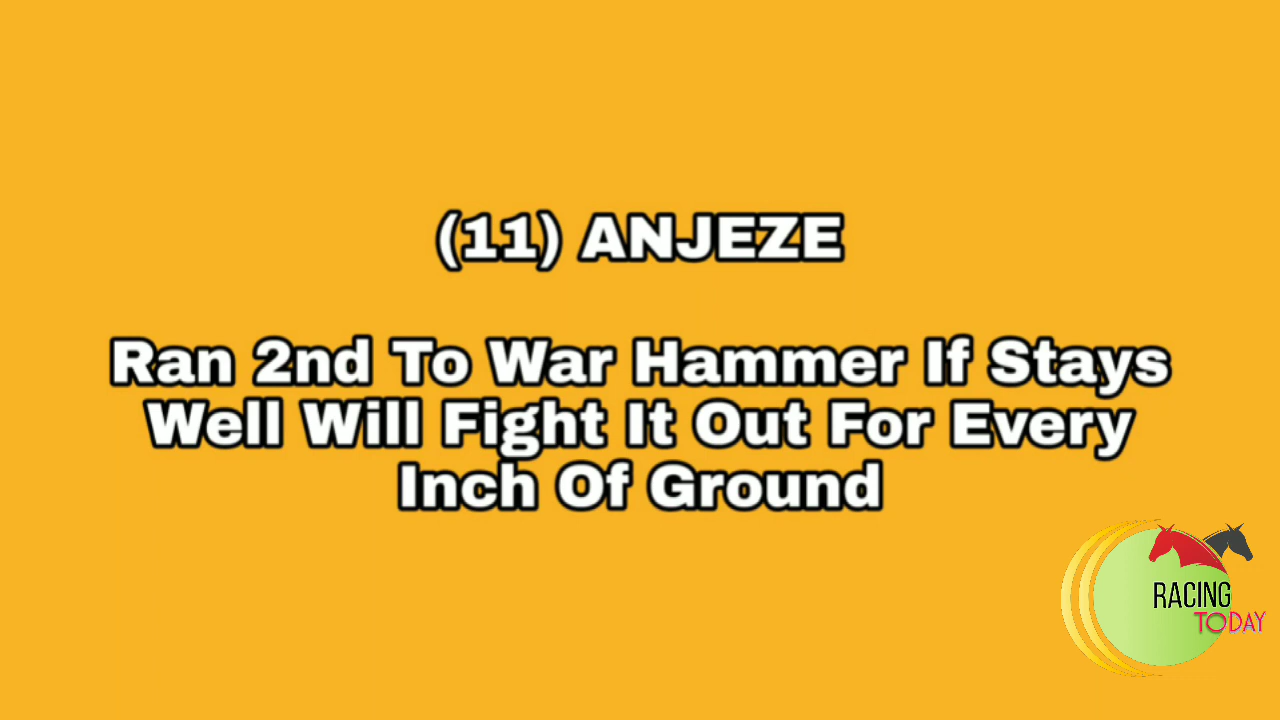 (11) ANJEZE
Ran 2nd To War Hammer If Stays
Well Will Fight It Out For Every
Inch Of Ground
RACING
TODAY